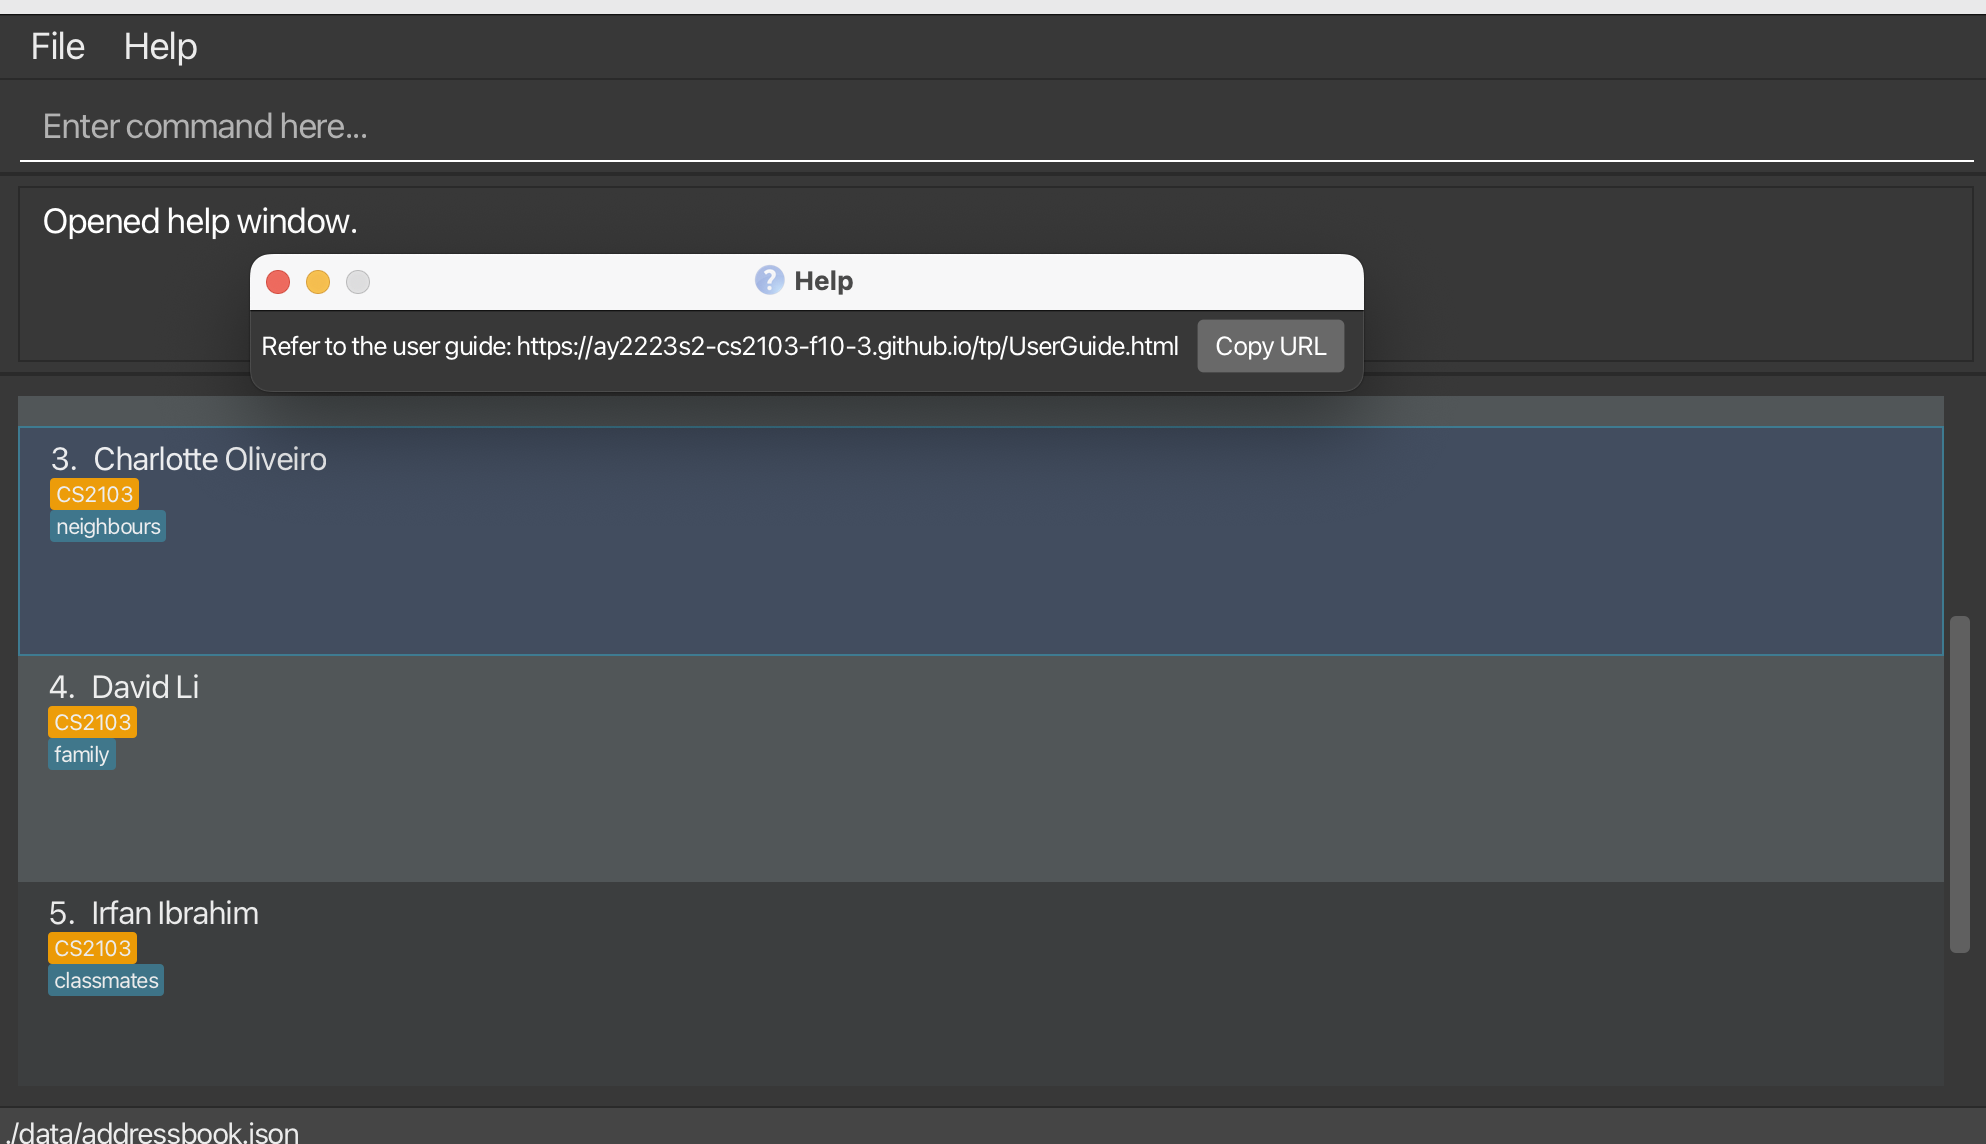 File Help
Enter command here...
Opened help window.
? Help
Refer to the user guide: https://ay2223s2-cs2103-f10-3.github.io/tp/UserGuide.html Copy URL
3. Charlotte Oliveiro
CS2103
neighbours
4. David Li
CS2103
family
5. Irfan Ibrahim
CS2103
classmates
./data/addressbook.json